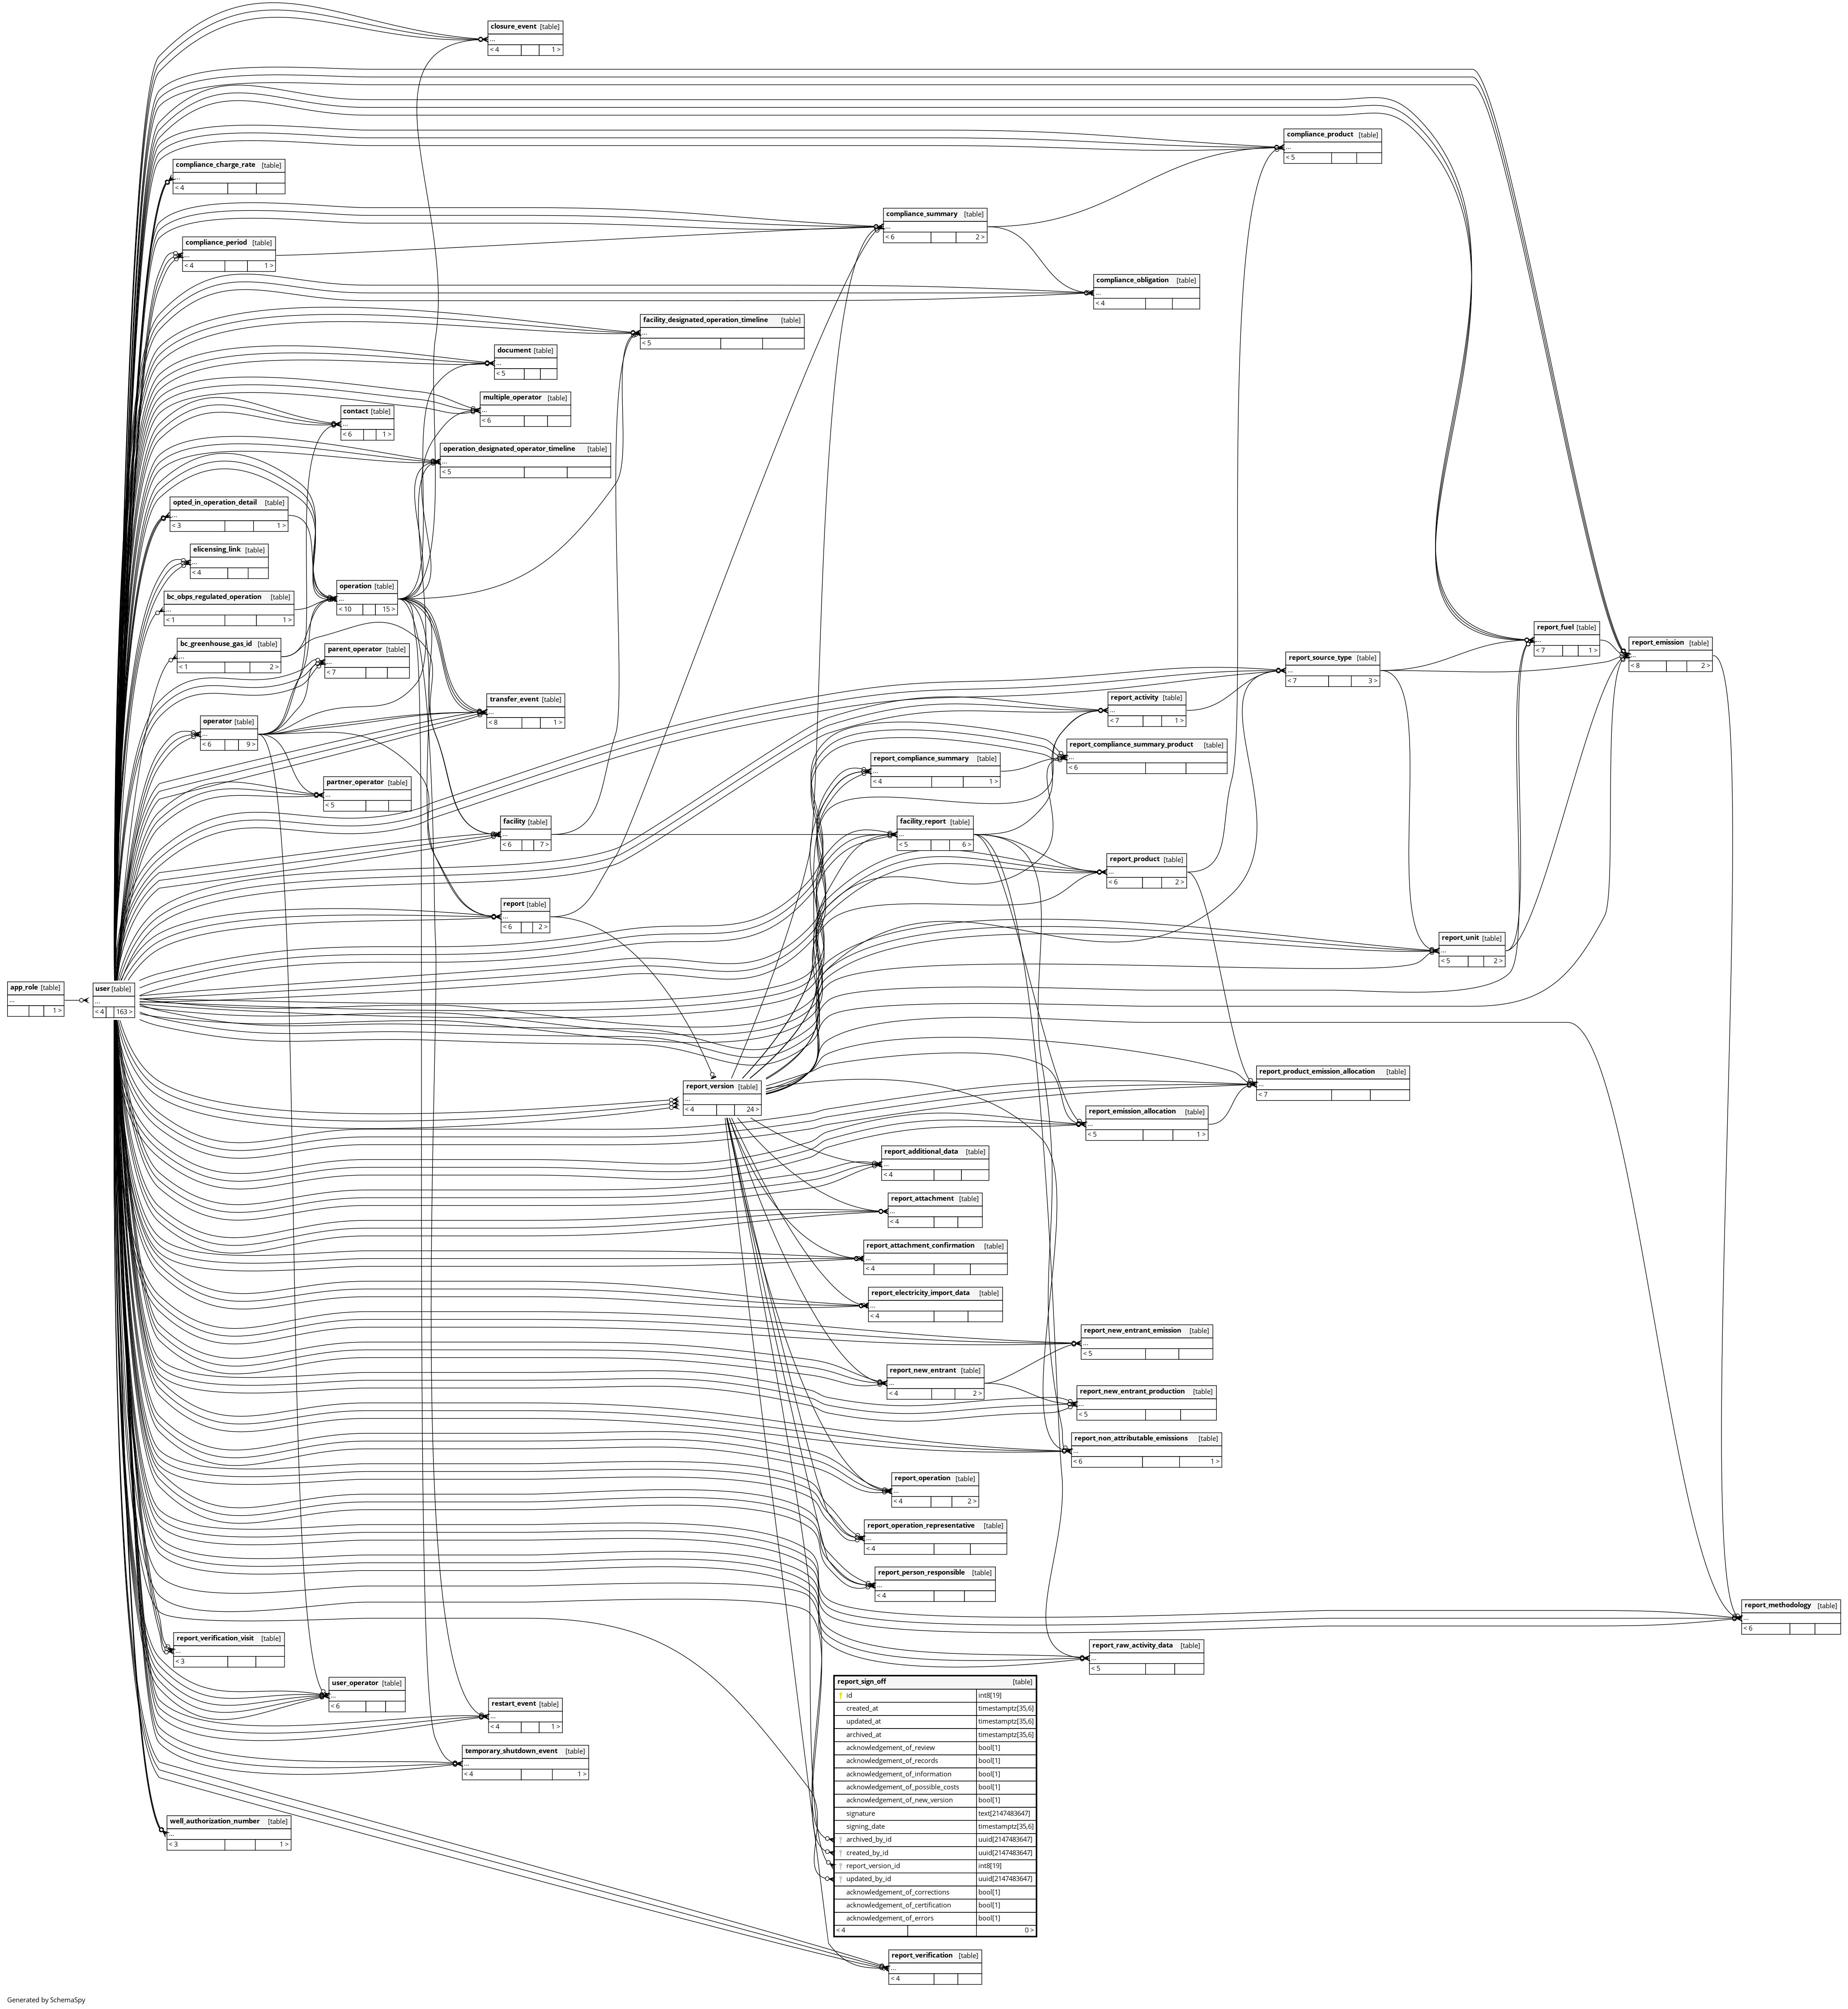 closure_event [table]
...
< 4 1 >
compliance_product [table]
...
< 5
compliance_charge_rate [table]
...
< 4
compliance_summary [table]
...
< 6 2 >
compliance_period [table]
...
< 4 1 >
compliance_obligation [table]
...
< 4
facility_designated_operation_timeline [table]
...
< 5
document [table]
...
< 5
multiple_operator [table]
...
< 6
contact [table]
...
< 6 1 >
operation_designated_operator_timeline [table]
...
< 5
opted_in_operation_detail [table]
...
< 3 1 >
elicensing_link [table]
...
< 4
operation [table]
...
< 10 15 >
bc_obps_regulated_operation [table]
...
< 1 1 >
report_fuel [table]
...
< 7 1 >
bc_greenhouse_gas_id [table]
...
< 1 2 >
report_emission [table]
...
< 8 2 >
parent_operator [table]
...
< 7
report_source_type [table]
...
< 7 3 >
transfer_event [table]
...
< 8 1 >
report_activity [table]
...
< 7 1 >
operator [table]
...
< 6 9 >
report_compliance_summary_product [table]
...
< 6
report_compliance_summary [table]
...
< 4 1 >
partner_operator [table]
...
< 5
facility [table]
...
< 6 7 >
facility_report [table]
...
< 5 6 >
report_product [table]
...
< 6 2 >
report [table]
...
< 6 2 >
report_unit [table]
...
< 5 2 >
app_role [table]
...
1 >
user [table]
...
< 4 163 >
report_product_emission_allocation [table]
...
< 7
report_version [table]
...
< 4 24 >
report_emission_allocation [table]
...
< 5 1 >
report_additional_data [table]
...
< 4
report_attachment [table]
...
< 4
report_attachment_confirmation [table]
...
< 4
report_electricity_import_data [table]
...
< 4
report_new_entrant_emission [table]
...
< 5
report_new_entrant [table]
...
< 4 2 >
report_new_entrant_production [table]
...
< 5
report_non_attributable_emissions [table]
...
< 6 1 >
report_operation [table]
...
< 4 2 >
report_operation_representative [table]
...
< 4
report_person_responsible [table]
...
< 4
report_methodology [table]
...
< 6
report_verification_visit [table]
...
< 3
report_raw_activity_data [table]
...
< 5
user_operator [table]
...
< 6
restart_event [table]
...
< 4 1 >
temporary_shutdown_event [table]
...
< 4 1 >
report_sign_off [table]
id int8[19]
created_at timestamptz[35,6]
updated_at timestamptz[35,6]
archived_at timestamptz[35,6]
acknowledgement_of_review bool[1]
acknowledgement_of_records bool[1]
acknowledgement_of_information bool[1]
acknowledgement_of_possible_costs bool[1]
acknowledgement_of_new_version bool[1]
signature text[2147483647]
signing_date timestamptz[35,6]
archived_by_id uuid[2147483647]
created_by_id uuid[2147483647]
report_version_id int8[19]
updated_by_id uuid[2147483647]
acknowledgement_of_corrections bool[1]
acknowledgement_of_certification bool[1]
acknowledgement_of_errors bool[1]
< 4 0 >
well_authorization_number [table]
...
< 3 1 >
report_verification [table]
...
< 4
Generated by SchemaSpy